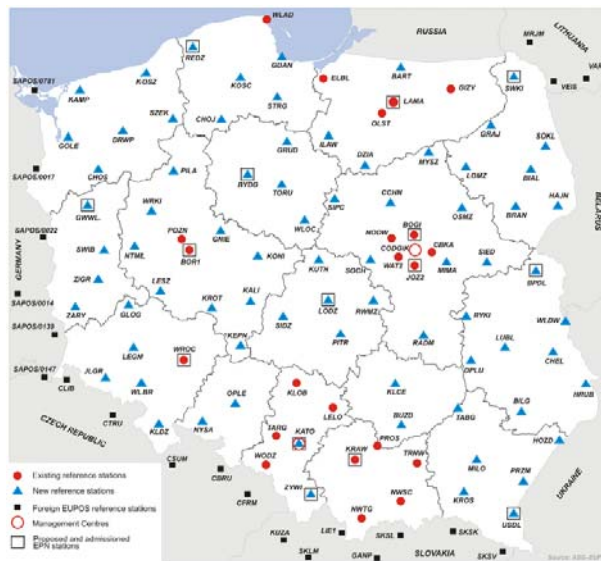 WLAD
RUSSIA
LITHUANIA
MRJM
REDZ
GDAN
KOSZ
KOSC
ELBL
BART
GIZY
SWKI
VEIS
VAR
SAPOS/0781
KAMP
STRG
LAMA
SZEK
CHOJ
OLST
GOLE
DRWP
ILAW
GRAJ
SOKL
GRUD
DZIA
MYSZ
SAPOS/0017
CHOS
PILA
BYDG
LOMZ
BIAL
TORU
SIPC
CCHN
HAJN
GWWL
WRKI
OSMZ
BRAN
BELARUS
SAPOS/0022
WLOC
BOGI
POZN
NODW
CODGIK
CBKA
GERMANY
SWIB
NTML
BOR1
GNIE
KONI
KUTN
SOCH
WAT3
JOZ2
MIMA
SIED
BPDL
ZIGR
LESZ
KALI
LODZ
SAPOS/0014
ZARY
GLOG
KROT
SIDZ
RWMZ
RYKI
WLDW
SAPOS/0139
KEPN
PITR
RADM
LUBL
LEGN
WROC
CHEL
SAPOS/0147
JLGR
OPLU
CLIB
WLBR
OPLE
KLOB
KLCE
HRUB
CTRU
LELO
BUZD
TABG
BILG
CZECH REPUBLIC
KLDZ
NYSA
TARG
KATO
PROS
HOZD
CSUM
WODZ
KRAW
TRNW
MILO
PRZM
UKRAINE
CBRU
ZYWI
KROS
CFRM
NWTG
NWSC
USDL
KUZA
LIE1
SKSL
SKSK
SKLM
GANP
SLOVAKIA
SKSV
Existing reference stations
New reference stations
Foreign EUPOS reference stations
Management Centres
Proposed and admissioned
EPN stations